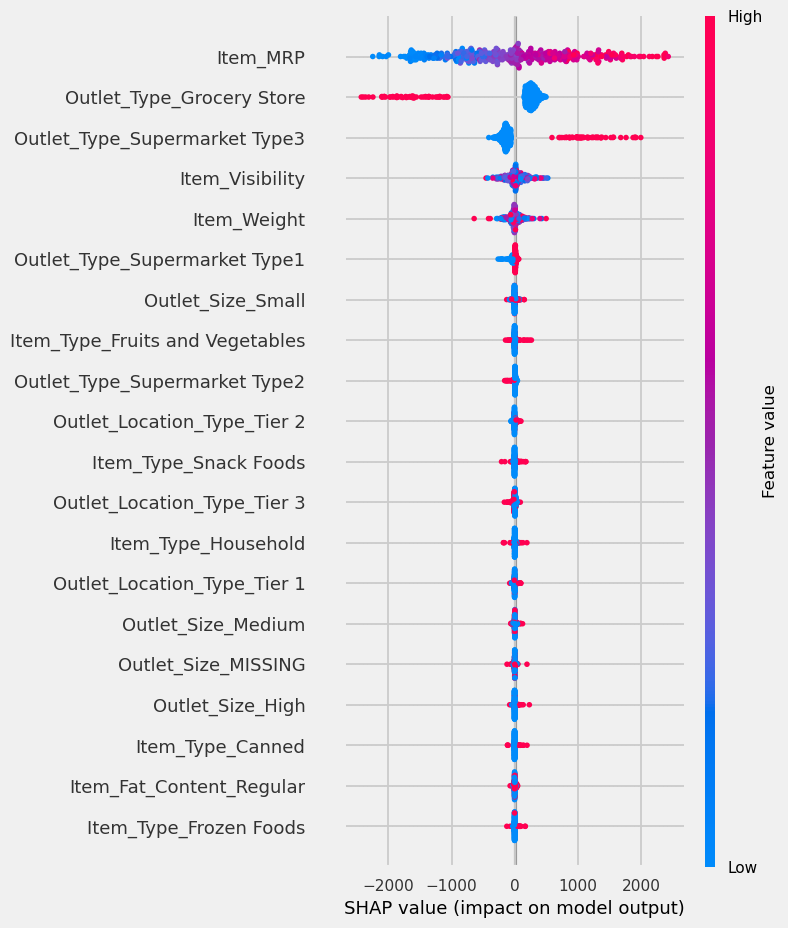 High
Item_MRP
Outlet_Type_Grocery Store
Outlet_Type_Supermarket Type3
Item_Visibility
Item_Weight
Outlet_Type_Supermarket Type1
Outlet_Size_Small
Item_Type_Fruits and Vegetables
Outlet_Type_Supermarket Type2
Outlet_Location_Type_Tier 2
Item_Type_Snack Foods
Outlet_Location_Type_Tier 3
Item_Type_Household
Outlet_Location_Type_Tier 1
Outlet_Size_Medium
Outlet_Size_MISSING
Outlet_Size_High
Item_Type_Canned
Item_Fat_Content_Regular
Item_Type_Frozen Foods
Feature value
Low
−2000 −1000 0 1000 2000
SHAP value (impact on model output)